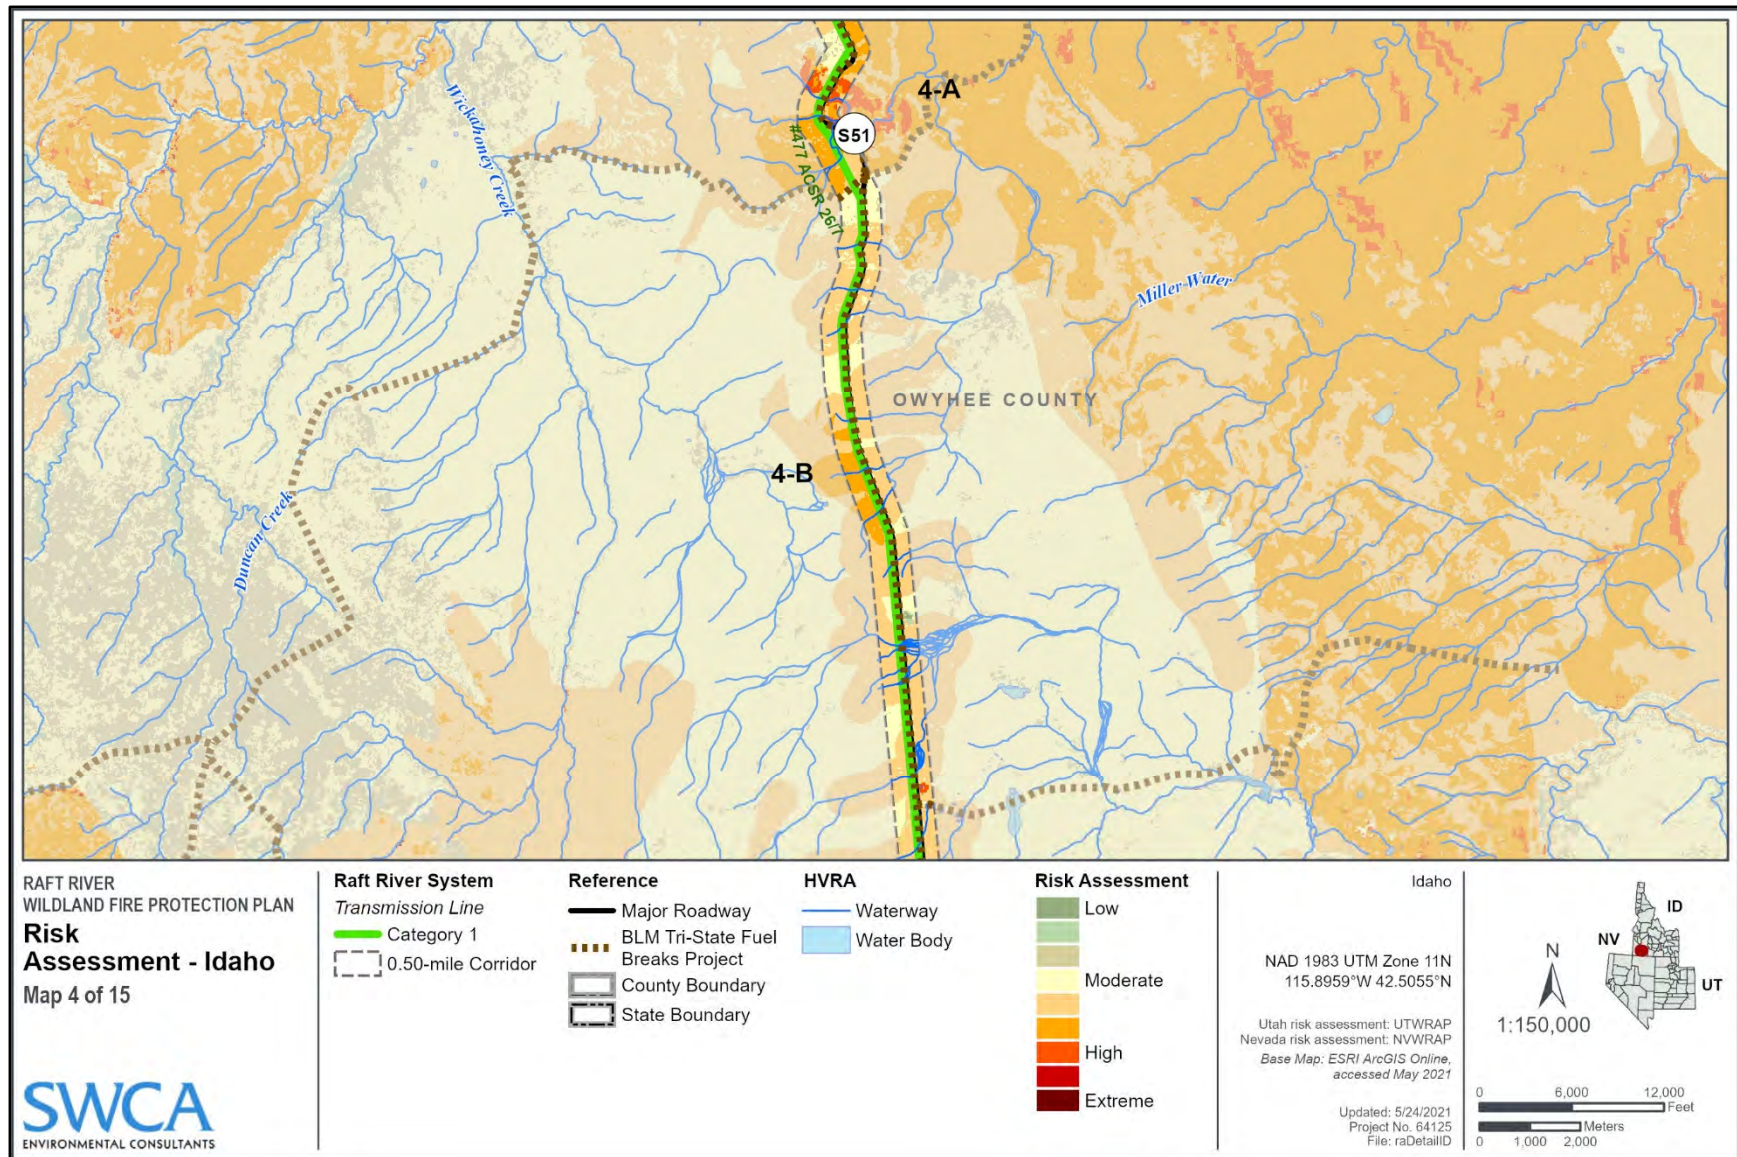 4-A
S51
#477 ACSR 26/7
Wickahoney Creek
Miller Water
OWYHEE COUNTY
4-B
Duncan Creek
RAFT RIVER
WILDLAND FIRE PROTECTION PLAN
Risk
Assessment - Idaho
Map 4 of 15
SWCA
ENVIRONMENTAL CONSULTANTS
Raft River System
Transmission Line
Category 1
0.50-mile Corridor
Reference
Major Roadway
BLM Tri-State Fuel
Breaks Project
County Boundary
State Boundary
HVRA
Waterway
Water Body
Risk Assessment
Low
Moderate
High
Extreme
Idaho
NAD 1983 UTM Zone 11N
115.8959°W 42.5055°N
Utah risk assessment: UTWRAP
Nevada risk assessment: NVWRAP
Base Map: ESRI ArcGIS Online,
accessed May 2021
Updated: 5/24/2021
Project No. 64125
File: raDetailID
ID
NV
UT
N
1:150,000
0 6,000 12,000
Feet
Meters
0 1,000 2,000